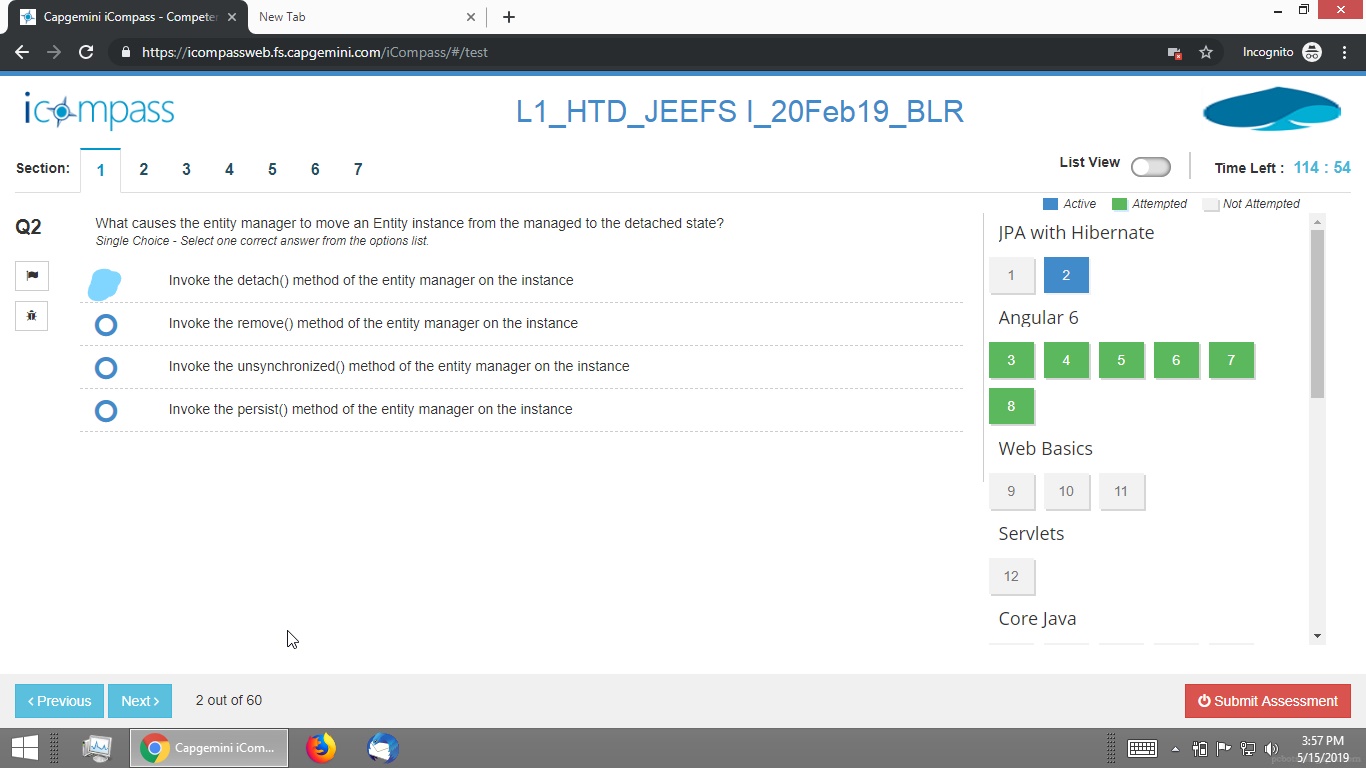 Capgemini iCompass - Competen
New Tab
https://icompassweb.fs.capgemini.com/iCompass/#/test
Incognito
icompass
L1_HTD_JEEFS I_20Feb19_BLR
Section: 1 2 3 4 5 6 7
List View
Time Left : 114 : 54
Active Attempted Not Attempted
Q2
What causes the entity manager to move an Entity instance from the managed to the detached state?
Single Choice - Select one correct answer from the options list.
Invoke the detach() method of the entity manager on the instance
Invoke the remove() method of the entity manager on the instance
Invoke the unsynchronized() method of the entity manager on the instance
Invoke the persist() method of the entity manager on the instance
JPA with Hibernate
1 2
Angular 6
3 4 5 6 7
8
Web Basics
9 10 11
Servlets
12
Core Java
< Previous
Next >
2 out of 60
Submit Assessment
Capgemini iCom...
3:57 PM
5/15/2019